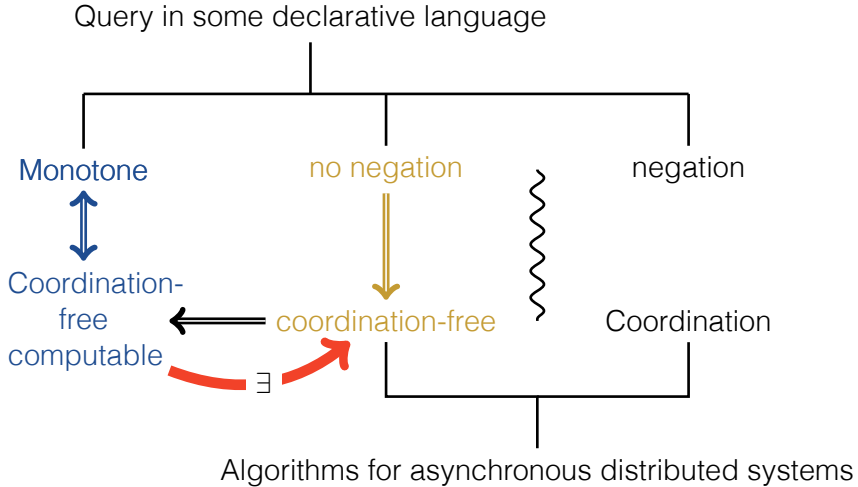 Query in some declarative language
Monotone
no negation
negation
Coordination-
free
computable
coordination-free
Coordination
∃
Algorithms for asynchronous distributed systems